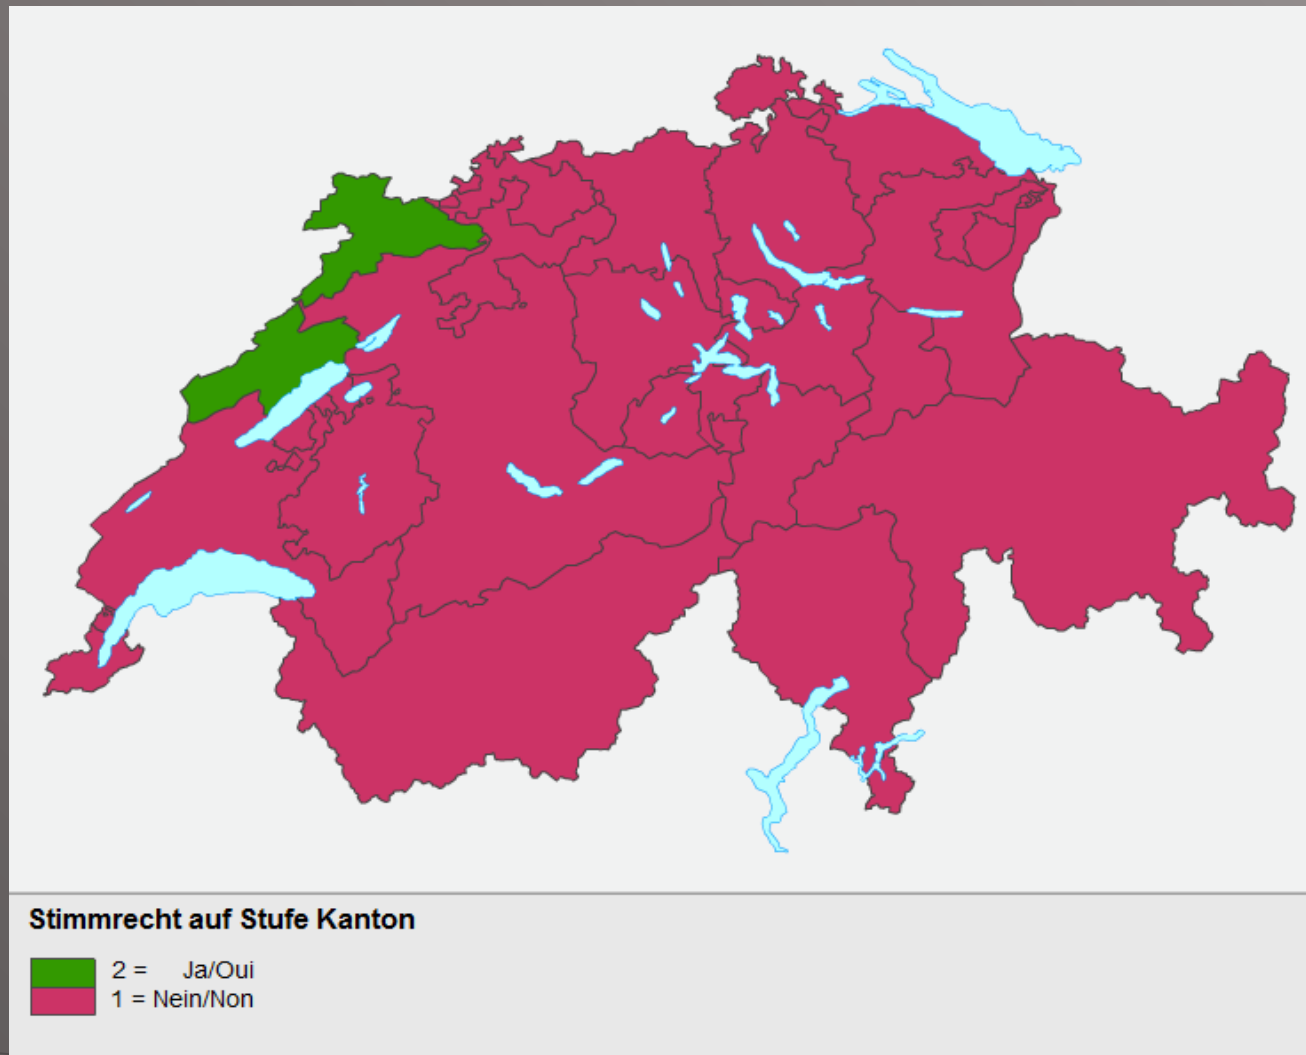 Stimmrecht auf Stufe Kanton
2 = Ja/Oui
1 = Nein/Non